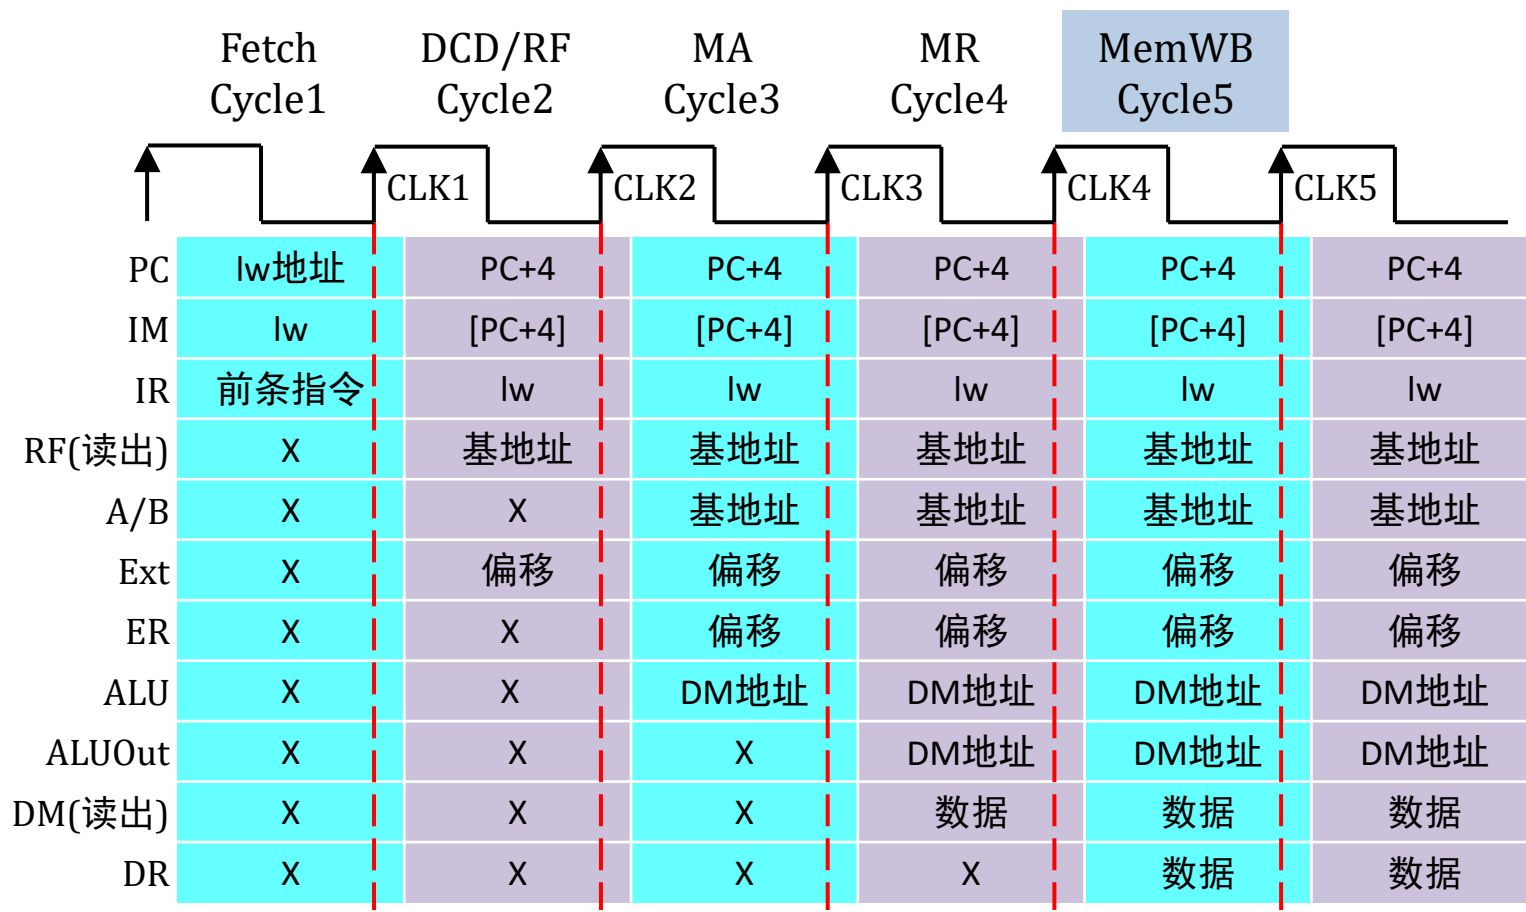 Fetch DCD/RF MA MR MemWB
Cycle1 Cycle2 Cycle3 Cycle4 Cycle5
CLK1 CLK2 CLK3 CLK4 CLK5
PC lw地址 PC+4 PC+4 PC+4 PC+4 PC+4
IM lw [PC+4] [PC+4] [PC+4] [PC+4] [PC+4]
IR 前条指令 lw lw lw lw lw
RF(读出) X 基地址 基地址 基地址 基地址 基地址
A/B X X 基地址 基地址 基地址 基地址
Ext X 偏移 偏移 偏移 偏移 偏移
ER X X 偏移 偏移 偏移 偏移
ALU X X DM地址 DM地址 DM地址 DM地址
ALUOut X X X DM地址 DM地址 DM地址
DM(读出) X X X 数据 数据 数据
DR X X X X 数据 数据